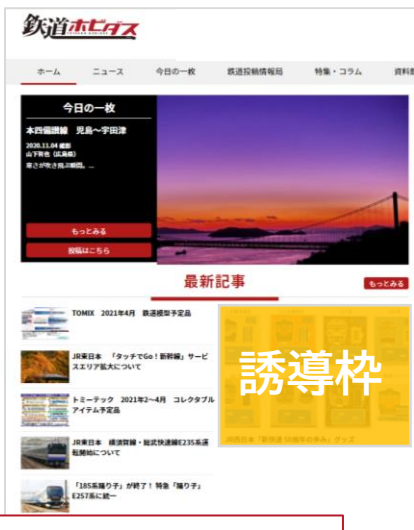 鉄道ホビダス
ホーム
ニュース
今日の一枚
鉄道投稿情報局
特集・コラム
今日の一枚
本四備讃線 児島～宇田津
2020.11.04 撮影
山下智也 (広島県)
寒さが吹き飛ぶ瞬間。...
もっとみる
投稿はこちら
最新記事
もっとみる
TOMIX 2021年4月 鉄道模型予定品
JR東日本 「タッチでGo！新幹線」サービ
スエリア拡大について
トミーテック 2021年2～4月 コレクタブル
アイテム予定品
JR東日本 横須賀線・総武快速線E235系運
転開始について
「185系踊り子」が終了！特急「踊り子」
E257系に統一
誘導枠